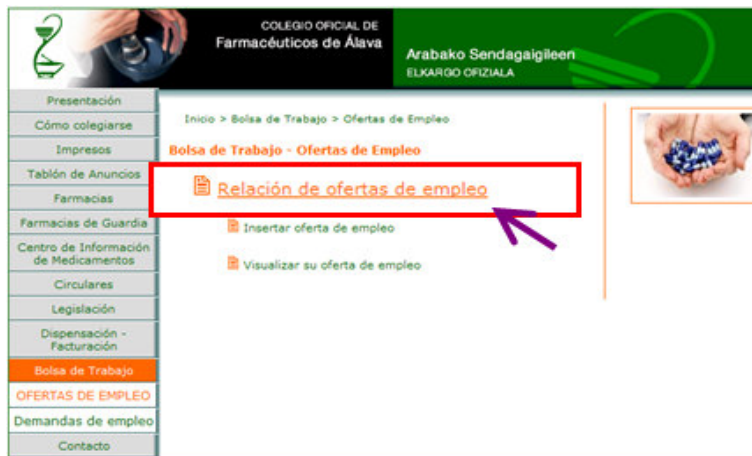 COLEGIO OFICIAL DE
Farmacéuticos de Álava
Arabako Sendagaigileen
ELKARGO OFIZIALA
Presentación
Cómo colegiarse
Impresos
Tablón de Anuncios
Farmacias
Farmacias de Guardia
Centro de Información
de Medicamentos
Circulares
Legislación
Dispensación -
Facturación
Bolsa de Trabajo
OFERTAS DE EMPLEO
Demandas de empleo
Contacto
Inicio > Bolsa de Trabajo > Ofertas de Empleo
Bolsa de Trabajo - Ofertas de Empleo
Relación de ofertas de empleo
Insertar oferta de empleo
Visualizar su oferta de empleo